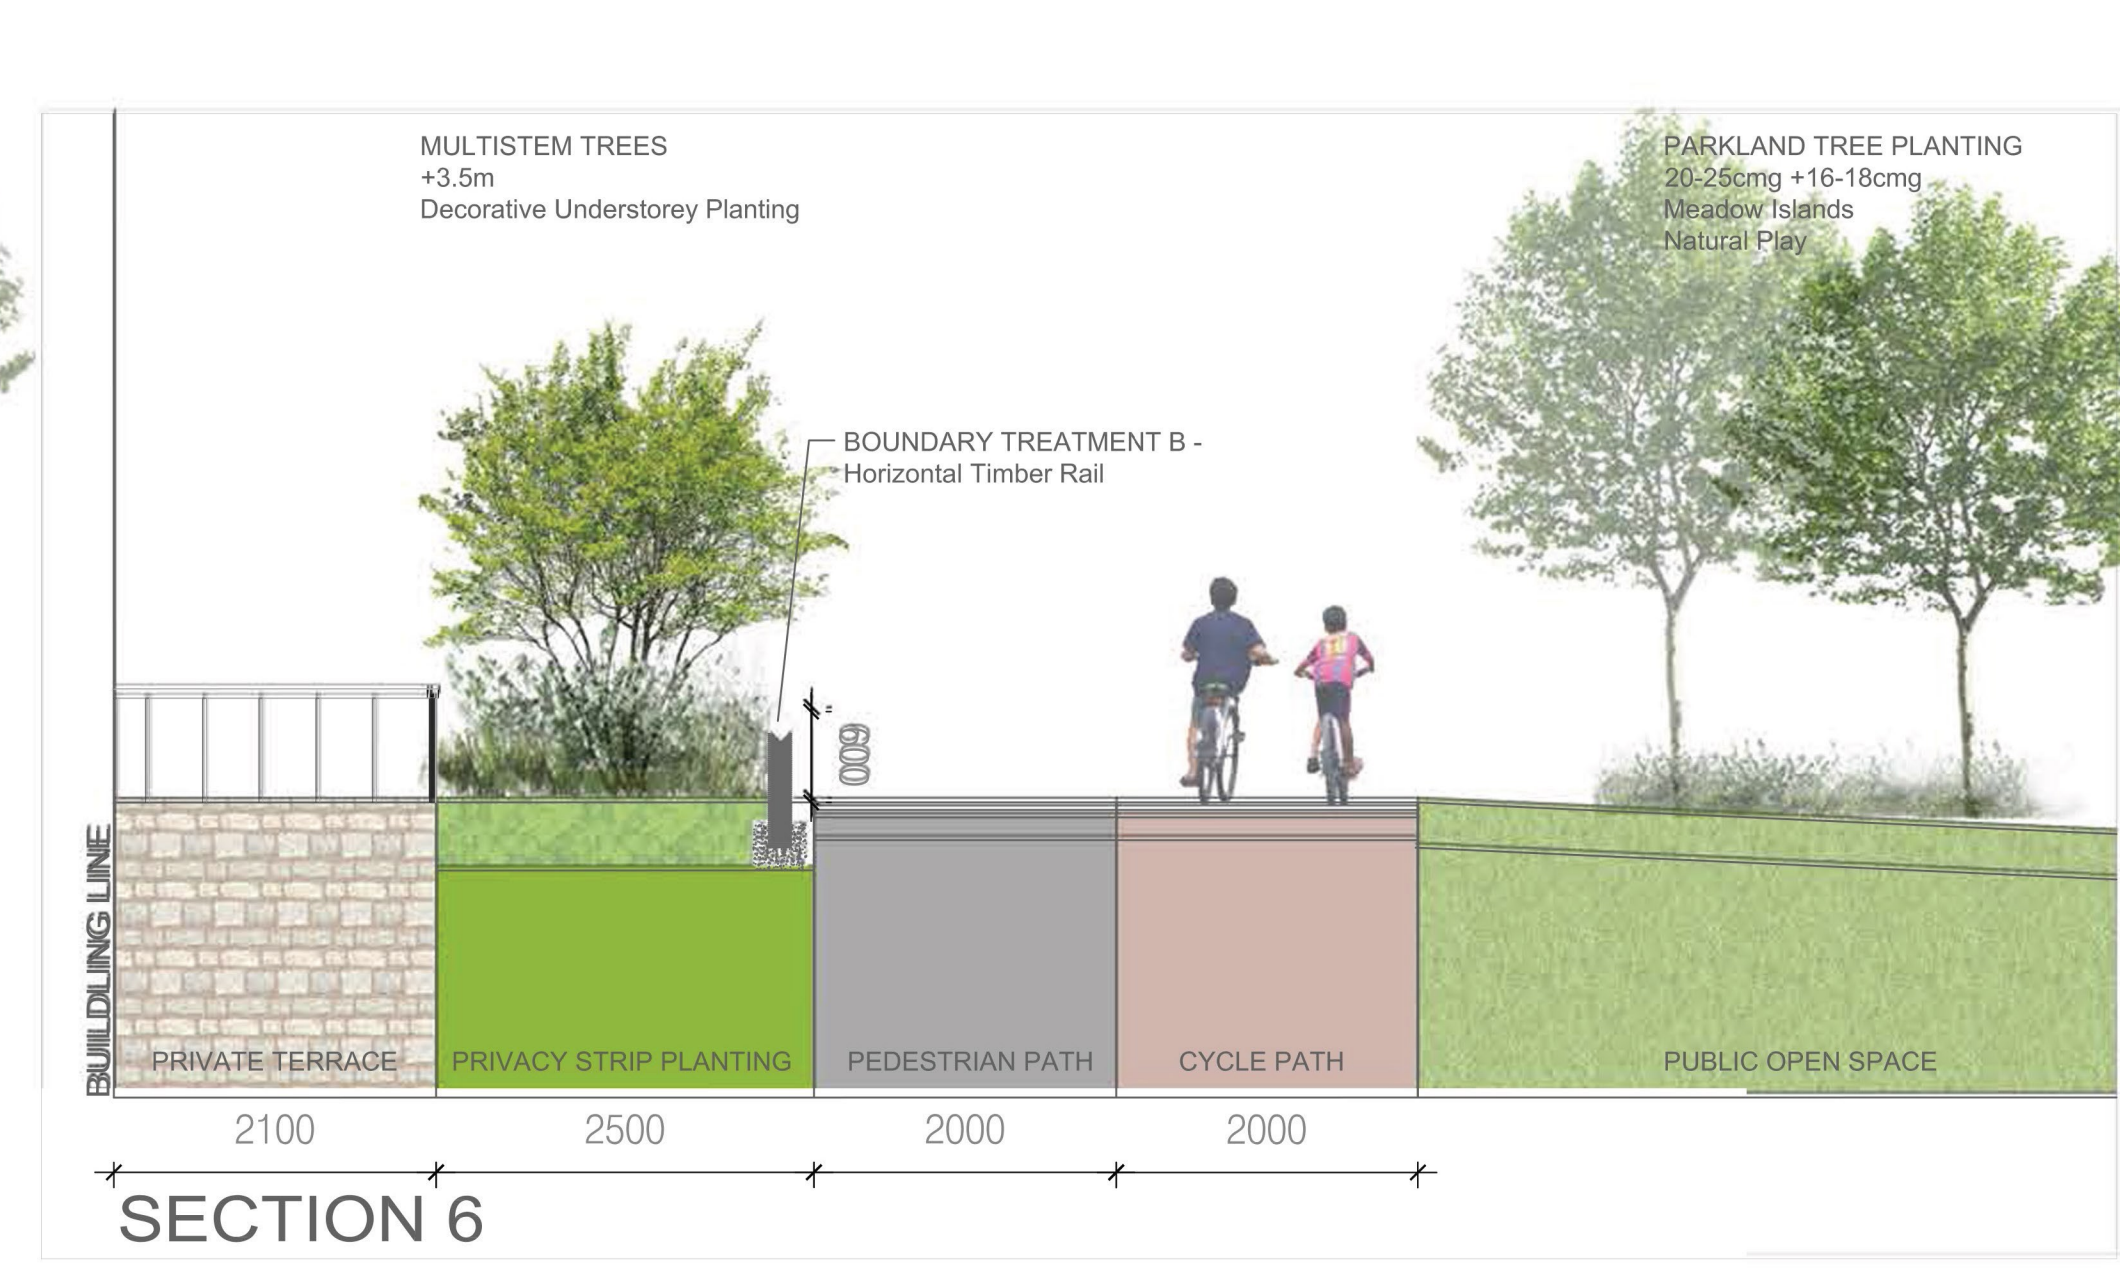 MULTISTEM TREES
+3.5m
Decorative Understorey Planting
PARKLAND TREE PLANTING
20-25cmg +16-18cmg
Meadow Islands
Natural Play
BOUNDARY TREATMENT B -
Horizontal Timber Rail
BUILDLING LINE
PRIVATE TERRACE
PRIVACY STRIP PLANTING
PEDESTRIAN PATH
CYCLE PATH
PUBLIC OPEN SPACE
2100
2500
2000
2000
SECTION 6